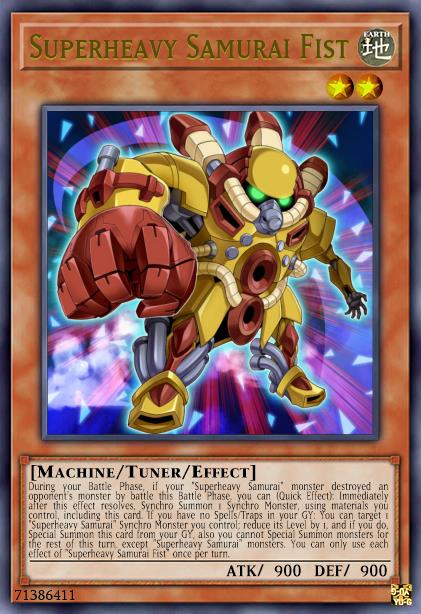 Superheavy Samurai Fist
EARTH
地
[Machine/Tuner/Effect]
During your Battle Phase, if your "Superheavy Samurai" monster destroyed an
opponent's monster by battle this Battle Phase, you can (Quick Effect): Immediately
after this effect resolves, Synchro Summon 1 Synchro Monster, using materials you
control, including this card. If you have no Spells/Traps in your GY: You can target 1
"Superheavy Samurai" Synchro Monster you control; reduce its Level by 1, and if you do,
Special Summon this card from your GY, also you cannot Special Summon monsters for
the rest of this turn, except "Superheavy Samurai" monsters. You can only use each
effect of "Superheavy Samurai Fist" once per turn.
ATK/ 900 DEF/ 900
71386411